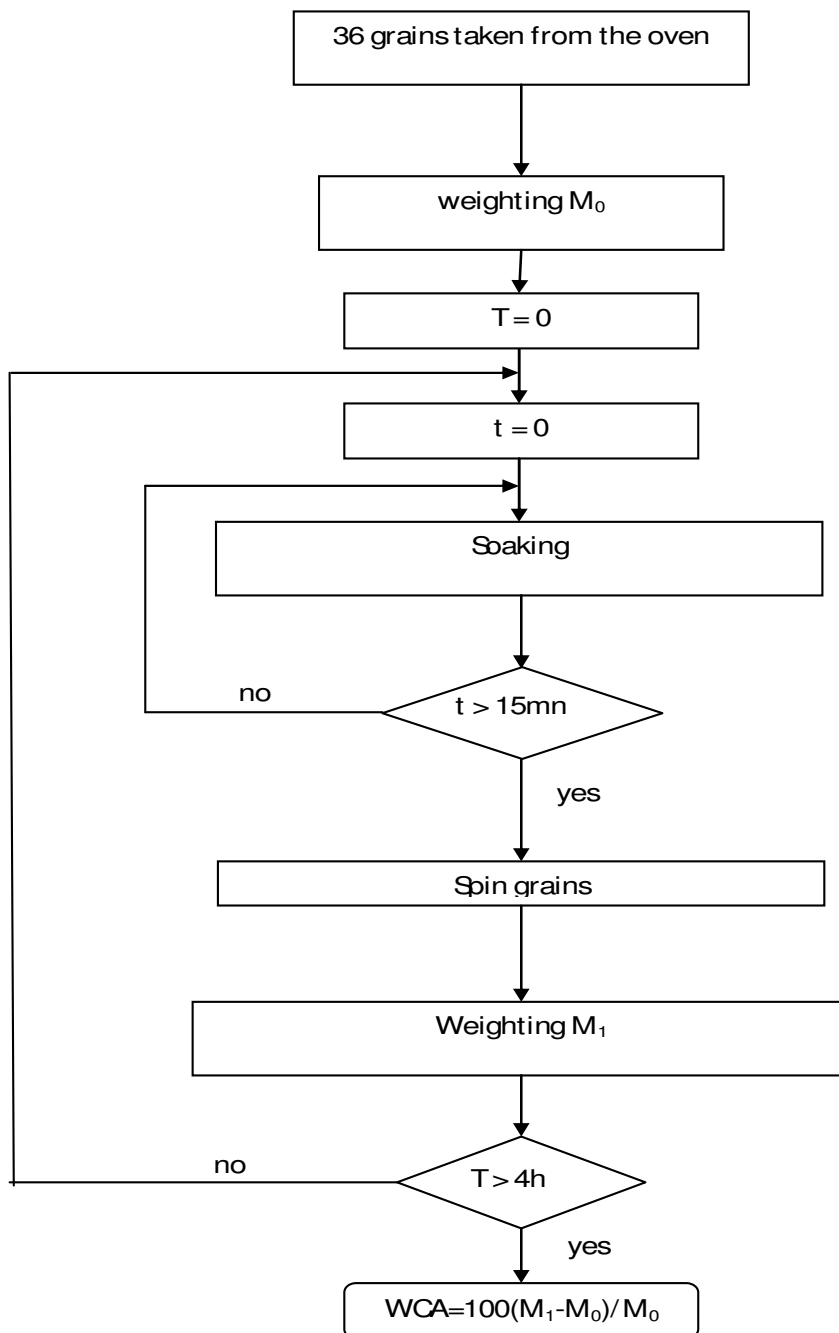 36 grains taken from the oven
weighting M₀
T = 0
t = 0
Soaking
t > 15mn
no
yes
Spin grains
Weighting M₁
T > 4h
no
yes
WCA=100(M₁-M₀)/M₀